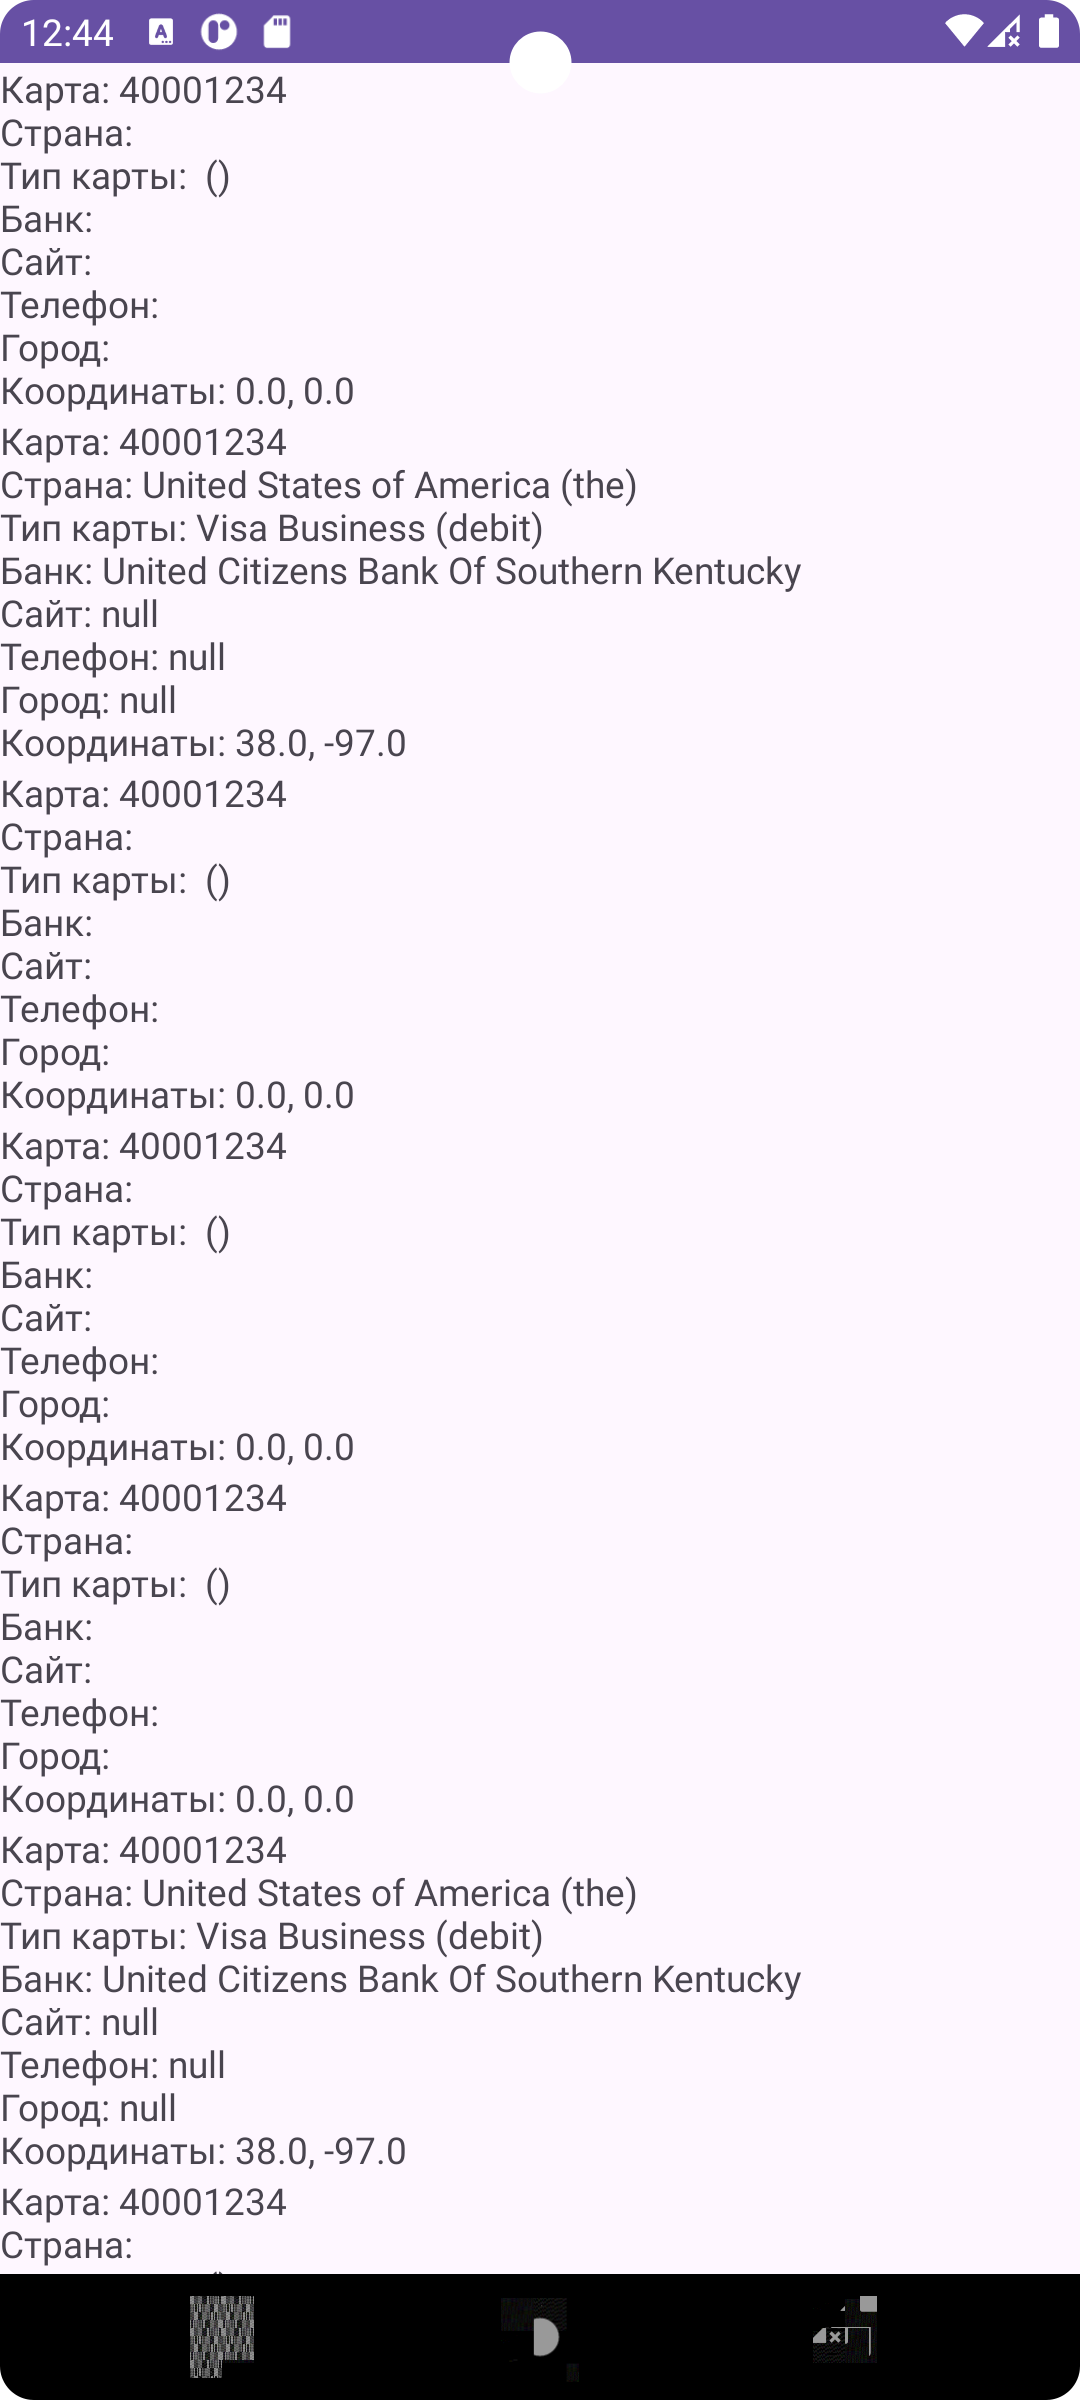 12:44
Карта: 40001234
Страна:
Тип карты:  ()
Банк:
Сайт:
Телефон:
Город:
Координаты: 0.0, 0.0
Карта: 40001234
Страна: United States of America (the)
Тип карты: Visa Business (debit)
Банк: United Citizens Bank Of Southern Kentucky
Сайт: null
Телефон: null
Город: null
Координаты: 38.0, -97.0
Карта: 40001234
Страна:
Тип карты:  ()
Банк:
Сайт:
Телефон:
Город:
Координаты: 0.0, 0.0
Карта: 40001234
Страна:
Тип карты:  ()
Банк:
Сайт:
Телефон:
Город:
Координаты: 0.0, 0.0
Карта: 40001234
Страна:
Тип карты:  ()
Банк:
Сайт:
Телефон:
Город:
Координаты: 0.0, 0.0
Карта: 40001234
Страна: United States of America (the)
Тип карты: Visa Business (debit)
Банк: United Citizens Bank Of Southern Kentucky
Сайт: null
Телефон: null
Город: null
Координаты: 38.0, -97.0
Карта: 40001234
Страна: